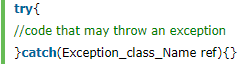 try{
//code that may throw an exception
}catch(Exception_class_Name ref){}